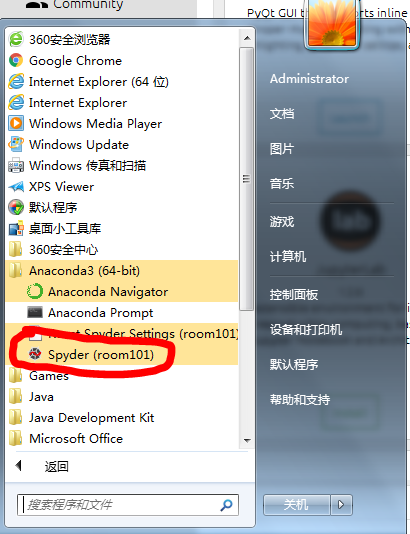 Community
PyQt GUI
orts inline
360安全浏览器
Google Chrome
Internet Explorer (64 位)
Internet Explorer
Windows Media Player
Windows Update
Windows 传真和扫描
XPS Viewer
默认程序
桌面小工具库
360安全中心
Anaconda3 (64-bit)
Anaconda Navigator
Anaconda Prompt
Spyder Settings (room101)
Spyder (room101)
Games
Java
Java Development Kit
Microsoft Office
返回
搜索程序和文件
Administrator
文档
图片
音乐
游戏
计算机
控制面板
设备和打印机
默认程序
帮助和支持
关机
lab